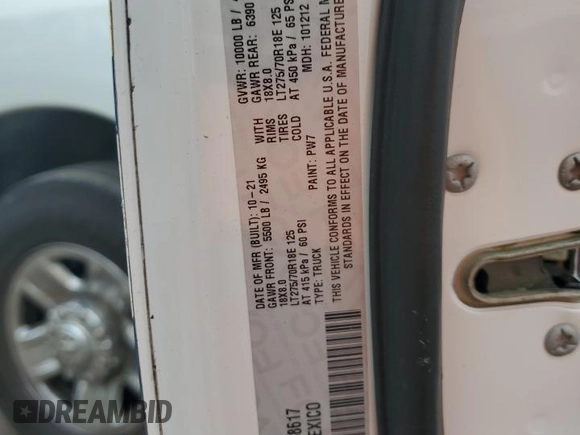 DATE OF MFR (BUILT): 10-21 GVWR: 10000 LB /
GAWR FRONT: 5500 LB / 2495 KG WITH GAWR REAR: 6390
18X8.0 RIMS 18X8.0
LT275/70R18E 125 TIRES LT275/70R18E 125
AT 415 kPa / 60 PSI COLD AT 450 kPa / 65 PS
TYPE: TRUCK PAINT: PW7 MDH: 101212
THIS VEHICLE CONFORMS TO ALL APPLICABLE U.S.A. FEDERAL M
STANDARDS IN EFFECT ON THE DATE OF MANUFACTURE
8617
EXICO
DREAMBID